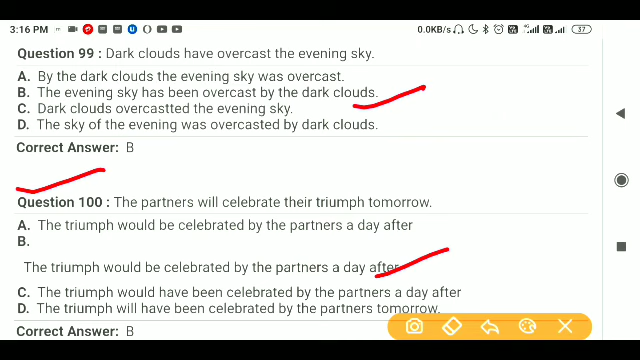 3:16 PM
0.0KB/s
37
Question 99 : Dark clouds have overcast the evening sky.
A. By the dark clouds the evening sky was overcast.
B. The evening sky has been overcast by the dark clouds.
C. Dark clouds overcastted the evening sky.
D. The sky of the evening was overcasted by dark clouds.
Correct Answer: B
Question 100 : The partners will celebrate their triumph tomorrow.
A. The triumph would be celebrated by the partners a day after
B.
The triumph would be celebrated by the partners a day after
C. The triumph would have been celebrated by the partners a day after
D. The triumph will have been celebrated by the partners tomorrow.
Correct Answer: B